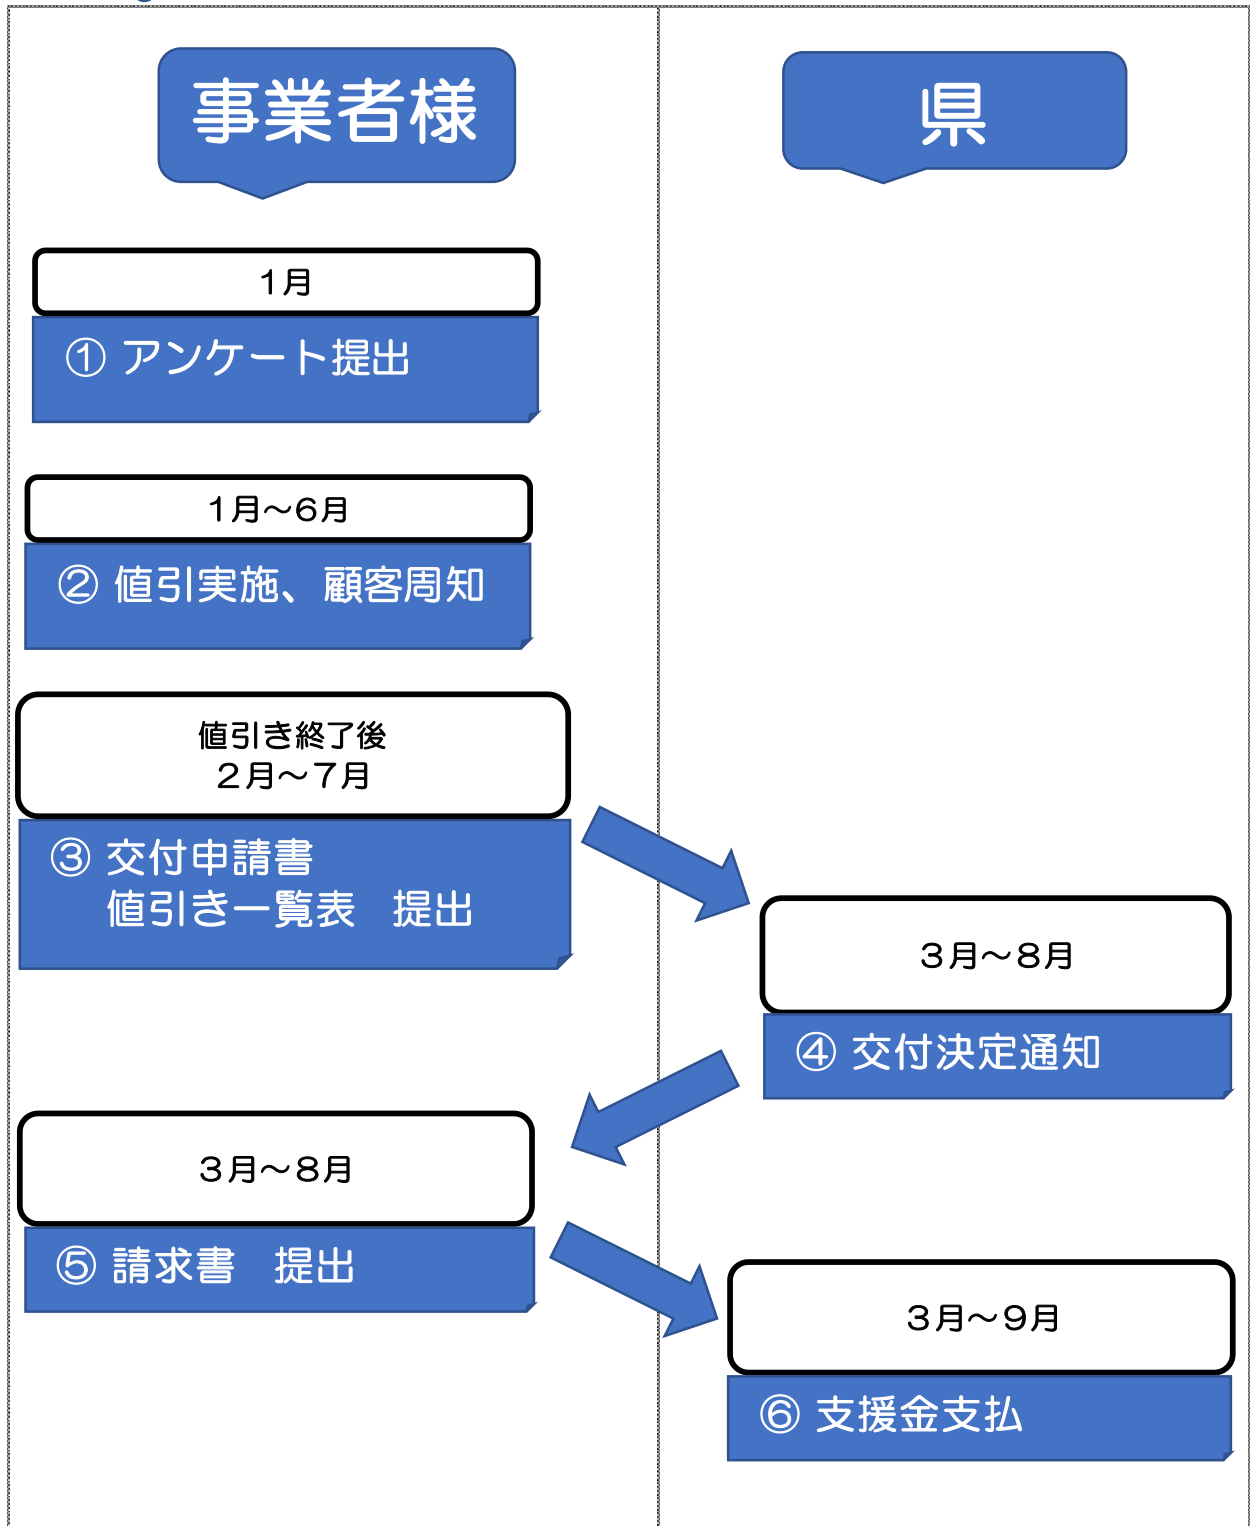 事業者様
県
１月
① アンケート提出
１月～６月
② 値引実施、顧客周知
値引き終了後
２月～７月
③ 交付申請書
値引き一覧表　提出
３月～８月
④ 交付決定通知
３月～８月
⑤ 請求書　提出
３月～９月
⑥ 支援金支払